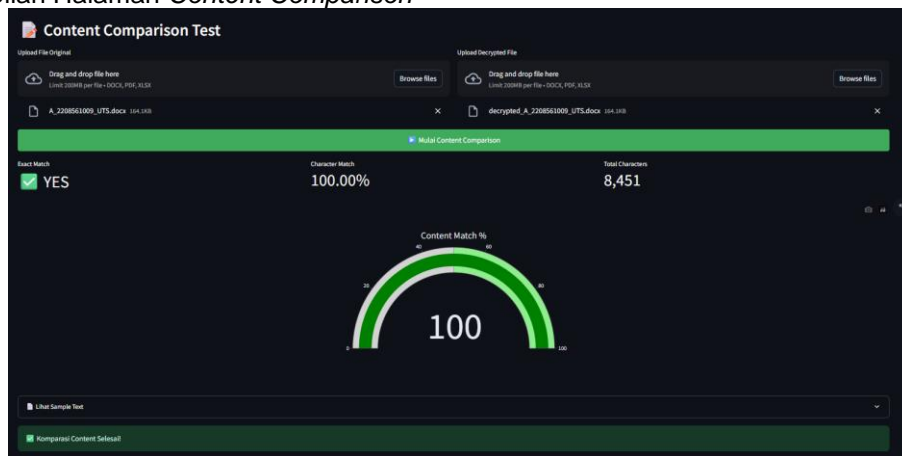 Halaman Content Comparison
Content Comparison Test
Upload File Original
Upload Decrypted File
Drag and drop file here
Limit 200MB per file • DOCX, PDF, XLSX
Browse files
Drag and drop file here
Limit 200MB per file • DOCX, PDF, XLSX
Browse files
A_2208561009_UTS.docx 164.1KB
decrypted_A_2208561009_UTS.docx 164.1KB
Mulai Content Comparison
Exact Match
Character Match
Total Characters
YES
100.00%
8,451
Content Match %
0
20
40
60
80
100
100
Lihat Sample Text
Komparasi Content Selesai!